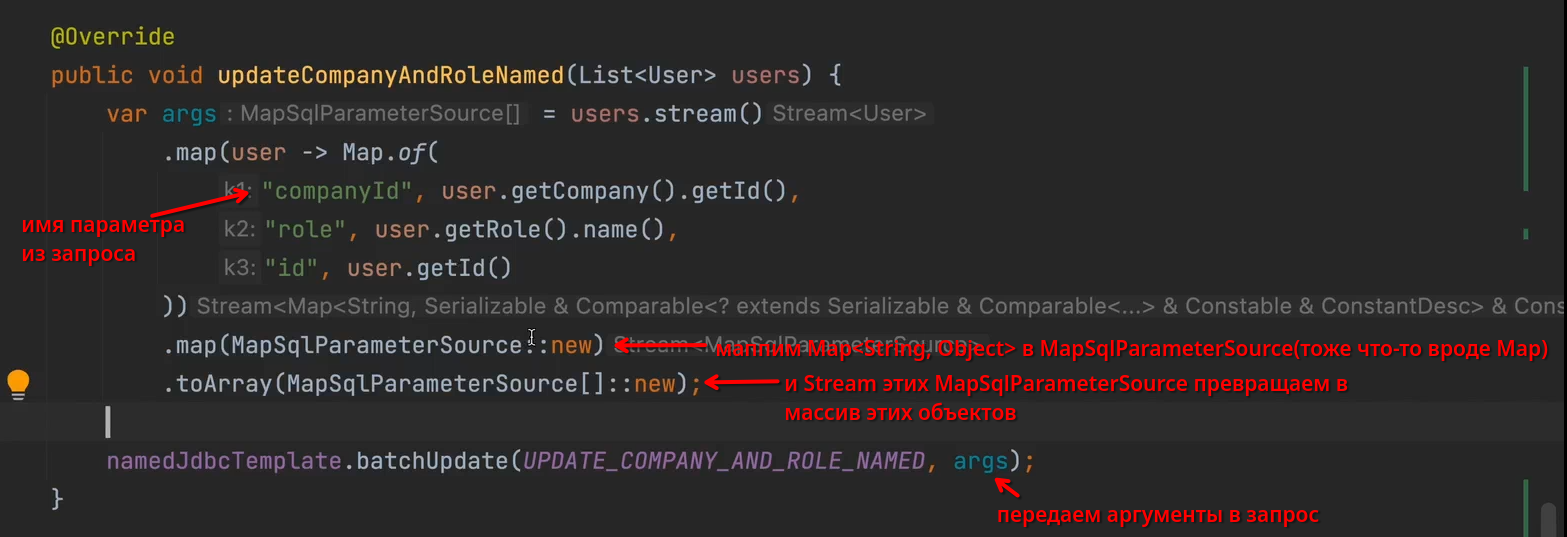 @Override
public void updateCompanyAndRoleNamed(List<User> users) {
var args : MapSqlParameterSource[] = users.stream() Stream<User>
.map(user -> Map.of(
k1: "companyId", user.getCompany().getId(),
имя параметра
из запроса
k2: "role", user.getRole().name(),
k3: "id", user.getId()
)) Stream<Map<String, Serializable & Comparable<? extends Serializable & Comparable<...> & Constable & ConstantDesc> & Cons
.map(MapSqlParameterSource::new) Stream<MapSqlParameterSource>
мапим Map<String, Object> в MapSqlParameterSource(тоже что-то вроде Map)
.toArray(MapSqlParameterSource[]::new);
и Stream этих MapSqlParameterSource превращаем в
массив этих объектов
namedJdbcTemplate.batchUpdate(UPDATE_COMPANY_AND_ROLE_NAMED, args);
}
передаем аргументы в запрос